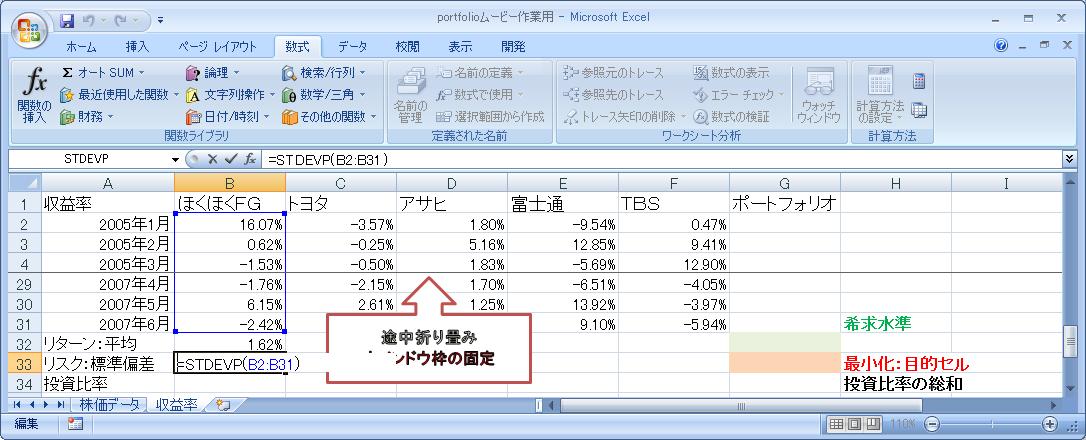 portfolioムービー作業用 - Microsoft Excel
ホーム 挿入 ページ レイアウト 数式 データ 校閲 表示 開発
fx 関数の挿入
Σ オート SUM
最近使用した関数
財務
論理
文字列操作
日付/時刻
検索/行列
数学/三角
その他の関数
関数ライブラリ
名前の管理
名前の定義
数式で使用
選択範囲から作成
定義された名前
参照元のトレース
参照先のトレース
トレース矢印の削除
数式の表示
エラー チェック
数式の検証
ウォッチウィンドウ
ワークシート分析
計算方法の設定
計算方法
STDEVP fx =STDEVP(B2:B31)
A B C D E F G H I
1 収益率 ほくほくFG トヨタ アサヒ 富士通 TBS ポートフォリオ
2 2005年1月 16.07% -3.57% 1.80% -9.54% 0.47%
3 2005年2月 0.62% -0.25% 5.16% 12.85% 9.41%
4 2005年3月 -1.53% -0.50% 1.83% -5.69% 12.90%
29 2007年4月 -1.76% -2.15% 1.70% -6.51% -4.05%
30 2007年5月 6.15% 2.61% 1.25% 13.92% -3.97%
31 2007年6月 -2.42% 9.10% -5.94% 希求水準
32 リターン:平均 1.62%
33 リスク:標準偏差 =STDEVP(B2:B31) 最小化:目的セル
34 投資比率 投資比率の総和
途中折り畳み
ンドウ枠の固定
株価データ 収益率
編集 110%